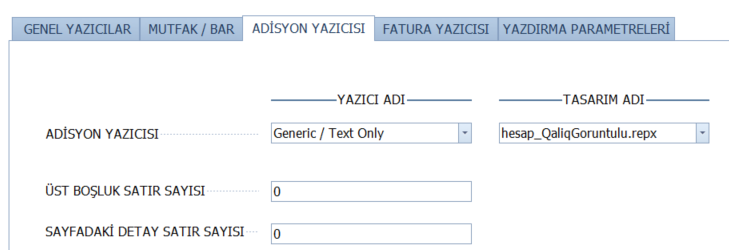 GENEL YAZICILAR MUTFAK / BAR ADİSYON YAZICISI FATURA YAZICISI YAZDIRMA PARAMETRELERİ
YAZICI ADI TASARIM ADI
ADİSYON YAZICISI Generic / Text Only hesap_QaliqGoruntulu.repx
ÜST BOŞLUK SATIR SAYISI 0
SAYFADAKİ DETAY SATIR SAYISI 0